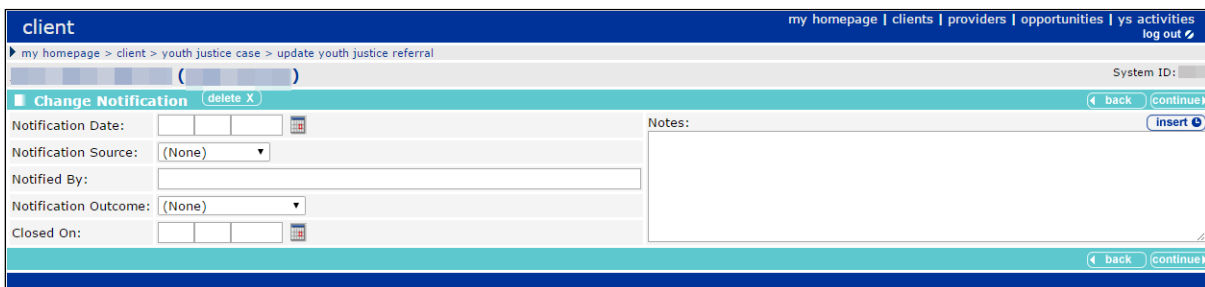 client
my homepage | clients | providers | opportunities | ys activities
log out
my homepage > client > youth justice case > update youth justice referral
( )
System ID:
Change Notification delete X back continue
Notification Date:
Notes: insert
Notification Source: (None)
Notified By:
Notification Outcome: (None)
Closed On:
back continue